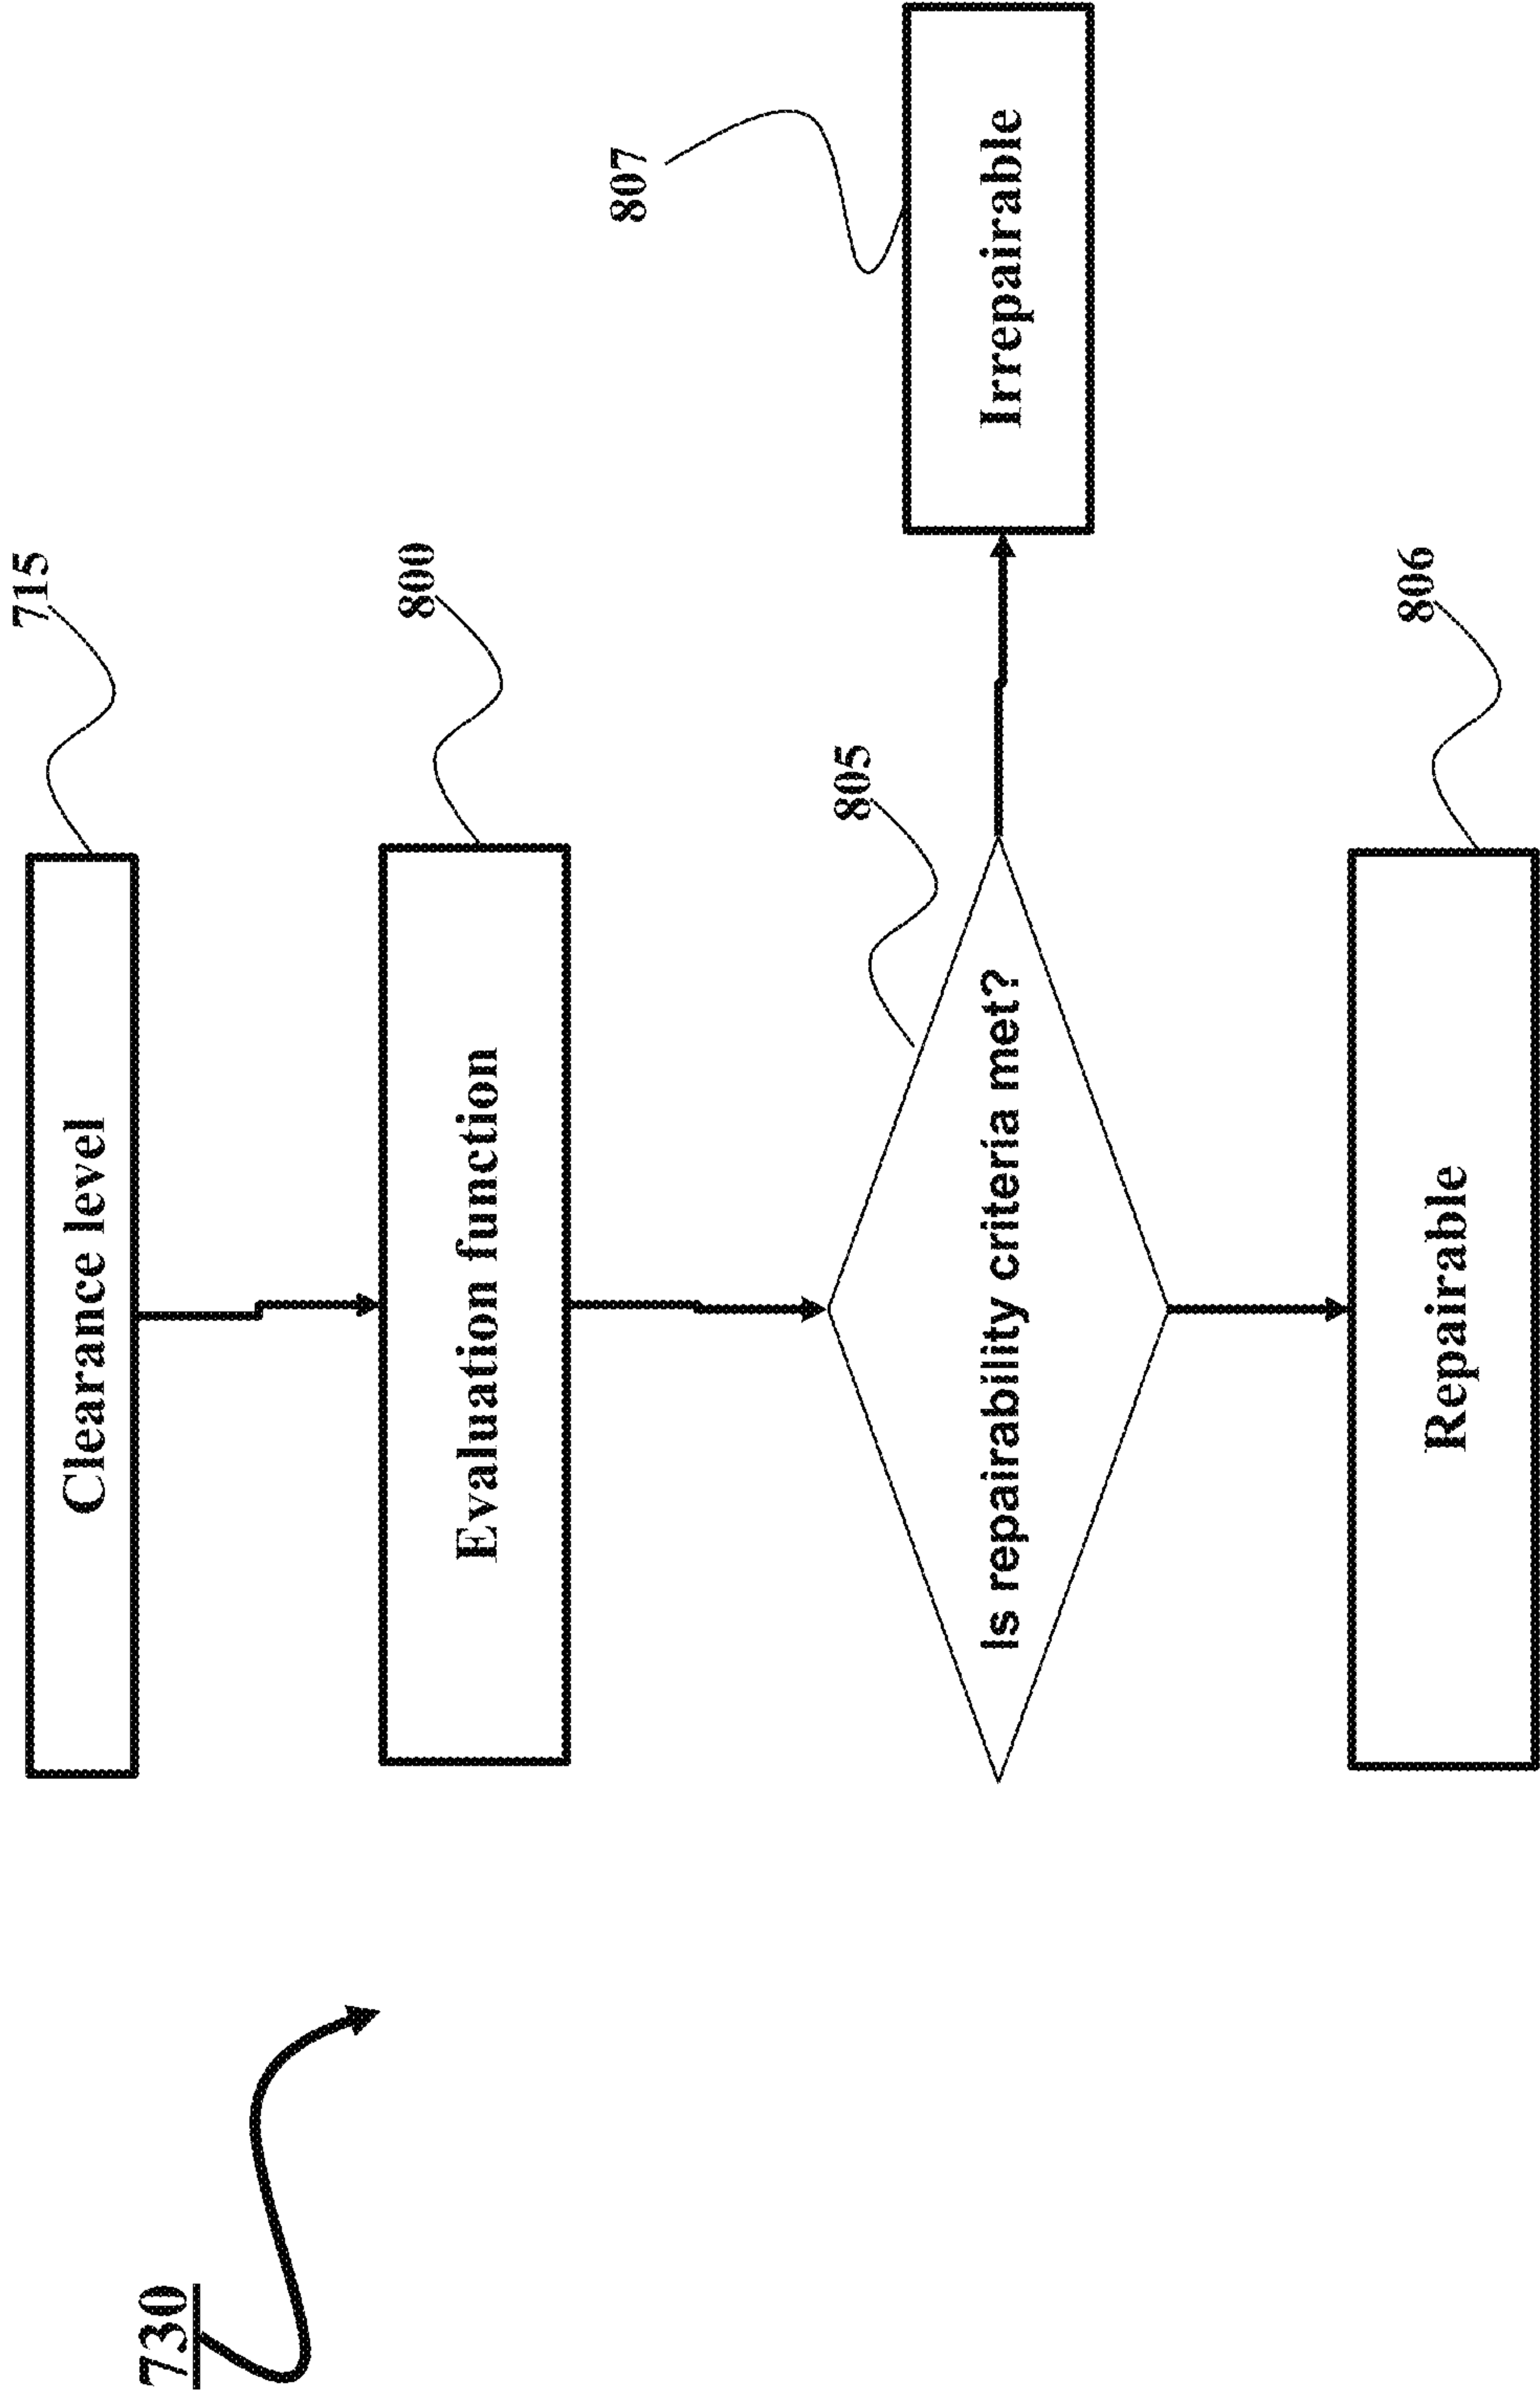 730
715
Clearance level
800
Evaluation function
805
Is repairability criteria met?
807
Irrepairable
806
Repairable